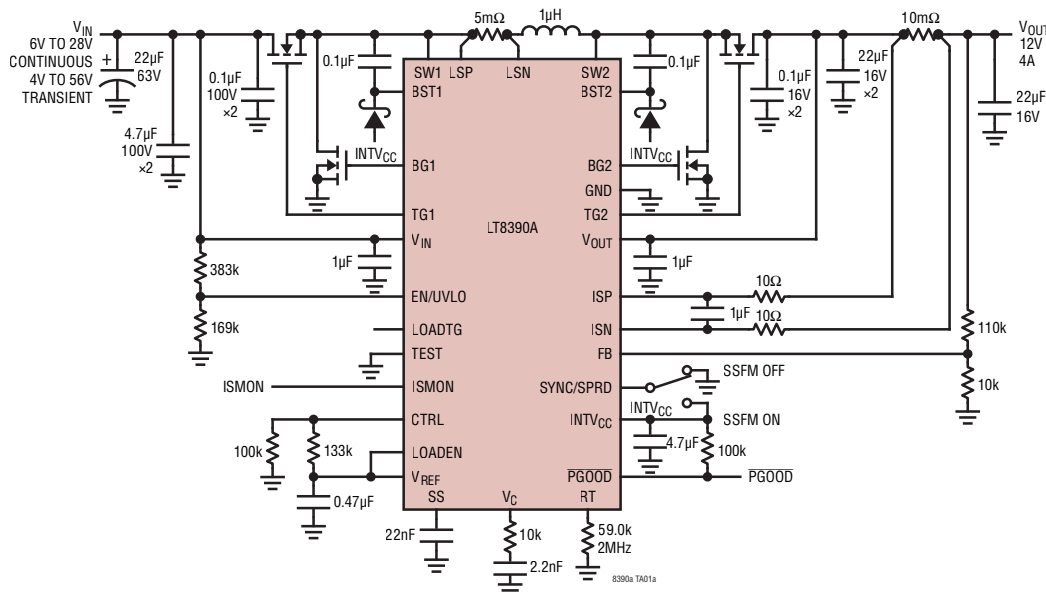 VIN
6V TO 28V
CONTINUOUS
4V TO 56V
TRANSIENT
+
22µF
63V
4.7µF
100V
×2
0.1µF
100V
×2
0.1µF
5mΩ
1µH
0.1µF
10mΩ
VOUT
12V
4A
0.1µF
16V
×2
22µF
16V
×2
22µF
16V
SW1
LSP
LSN
SW2
BST1
BST2
INTVCC
INTVCC
BG1
BG2
GND
TG1
TG2
LT8390A
VIN
VOUT
1µF
1µF
383k
EN/UVLO
169k
ISP
10Ω
1µF
ISN
10Ω
110k
LOADTG
TEST
FB
10k
ISMON
ISMON
SYNC/SPRD
SSFM OFF
INTVCC
SSFM ON
CTRL
INTVCC
100k
133k
4.7µF
100k
LOADEN
VREF
PGOOD
PGOOD
0.47µF
SS
VC
RT
22nF
10k
2.2nF
59.0k
2MHz
8390a TA01a